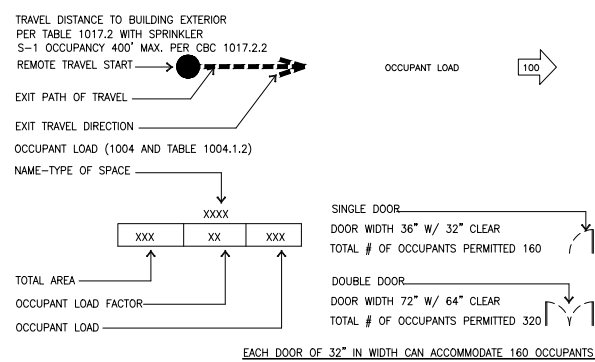 TRAVEL DISTANCE TO BUILDING EXTERIOR
PER TABLE 1017.2 WITH SPRINKLER
S-1 OCCUPANCY 400' MAX. PER CBC 1017.2.2
REMOTE TRAVEL START
EXIT PATH OF TRAVEL
EXIT TRAVEL DIRECTION
OCCUPANT LOAD
100
OCCUPANT LOAD (1004 AND TABLE 1004.1.2)
NAME-TYPE OF SPACE
XXXX
XXX XX XXX
TOTAL AREA
OCCUPANT LOAD FACTOR
OCCUPANT LOAD
SINGLE DOOR
DOOR WIDTH 36" W/ 32" CLEAR
TOTAL # OF OCCUPANTS PERMITTED 160
DOUBLE DOOR
DOOR WIDTH 72" W/ 64" CLEAR
TOTAL # OF OCCUPANTS PERMITTED 320
EACH DOOR OF 32" IN WIDTH CAN ACCOMMODATE 160 OCCUPANTS